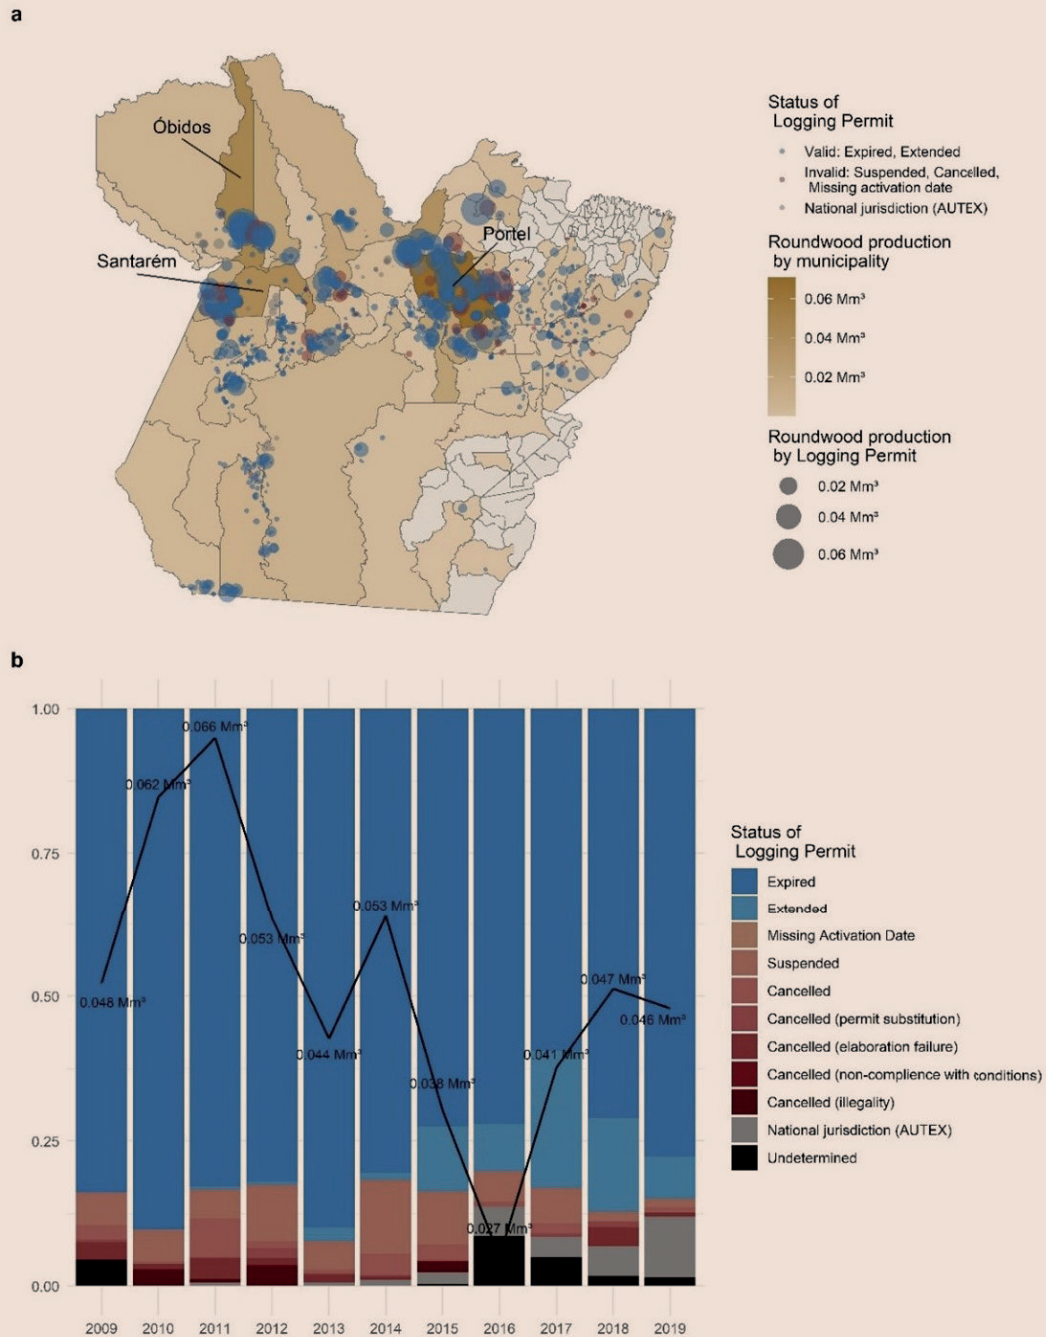 a
Óbidos
Santarém
Portel
Status of
Logging Permit
Valid: Expired, Extended
Invalid: Suspended, Cancelled,
Missing activation date
National jurisdiction (AUTEX)
Roundwood production
by municipality
0.06 Mm³
0.04 Mm³
0.02 Mm³
Roundwood production
by Logging Permit
0.02 Mm³
0.04 Mm³
0.06 Mm³
b
1.00
0.75
0.50
0.25
0.00
0.048 Mm³
0.062 Mm³
0.066 Mm³
0.053 Mm³
0.044 Mm³
0.053 Mm³
0.038 Mm³
0.027 Mm³
0.041 Mm³
0.047 Mm³
0.046 Mm³
2009 2010 2011 2012 2013 2014 2015 2016 2017 2018 2019
Status of
Logging Permit
Expired
Extended
Missing Activation Date
Suspended
Cancelled
Cancelled (permit substitution)
Cancelled (elaboration failure)
Cancelled (non-complience with conditions)
Cancelled (illegality)
National jurisdiction (AUTEX)
Undetermined